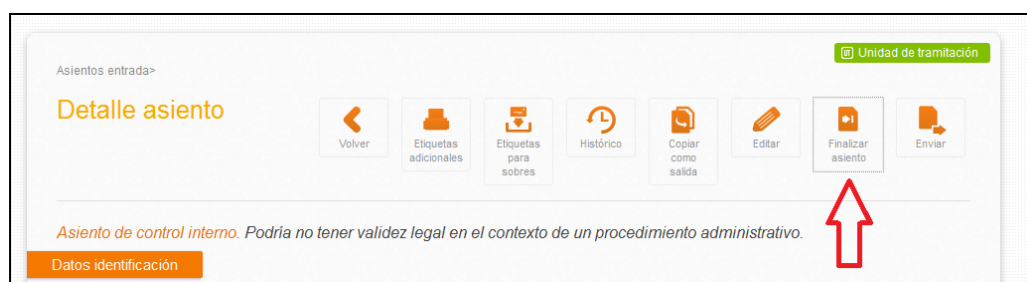 Unidad de tramitación
Asientos entrada>
Detalle asiento
Volver
Etiquetas
adicionales
Etiquetas
para
sobres
Histórico
Copiar
como
salida
Editar
Finalizar
asiento
Enviar
Asiento de control interno. Podría no tener validez legal en el contexto de un procedimiento administrativo.
Datos identificación